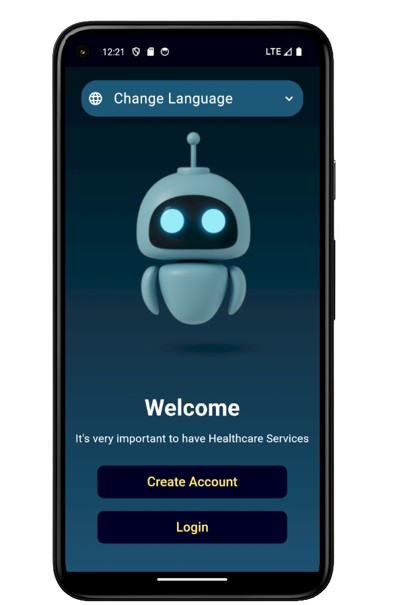 12:21
LTE
Change Language
Welcome
It's very important to have Healthcare Services
Create Account
Login